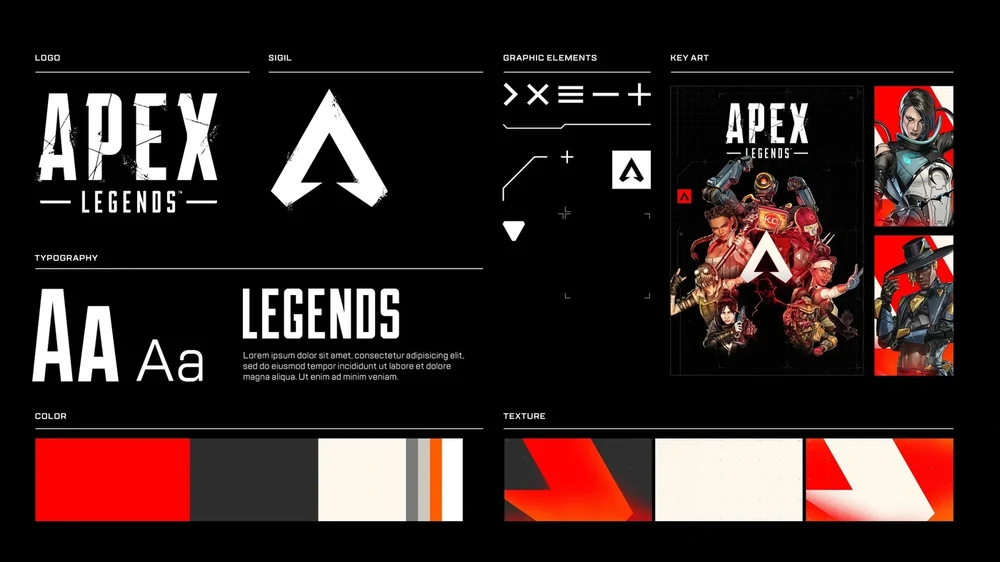 LOGO
APEX
LEGENDS™
SIGIL
GRAPHIC ELEMENTS
KEY ART
APEX
LEGENDS™
TYPOGRAPHY
Aa Aa
LEGENDS
Lorem ipsum dolor sit amet, consectetur adipisicing elit,
sed do eiusmod tempor incididunt ut labore et dolore
magna aliqua. Ut enim ad minim veniam.
COLOR
TEXTURE